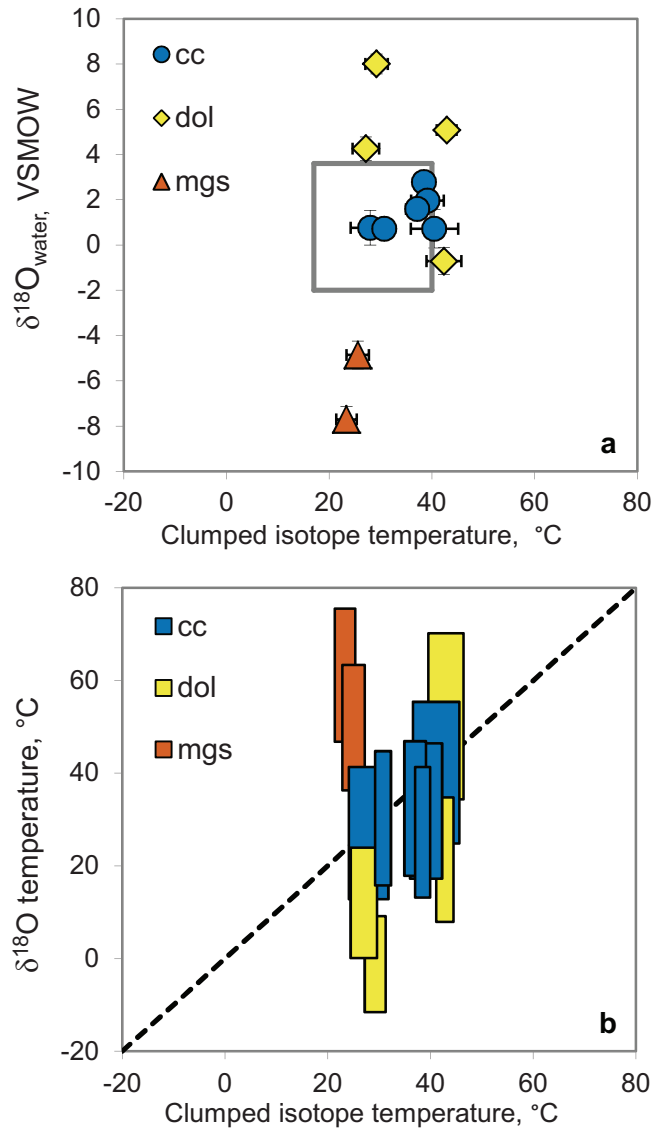 10
8
6
4
2
0
-2
-4
-6
-8
-10
δ¹⁸Owater, VSMOW
cc
dol
mgs
a
-20 0 20 40 60 80
Clumped isotope temperature, °C
80
60
40
20
0
-20
δ¹⁸O temperature, °C
cc
dol
mgs
b
-20 0 20 40 60 80
Clumped isotope temperature, °C